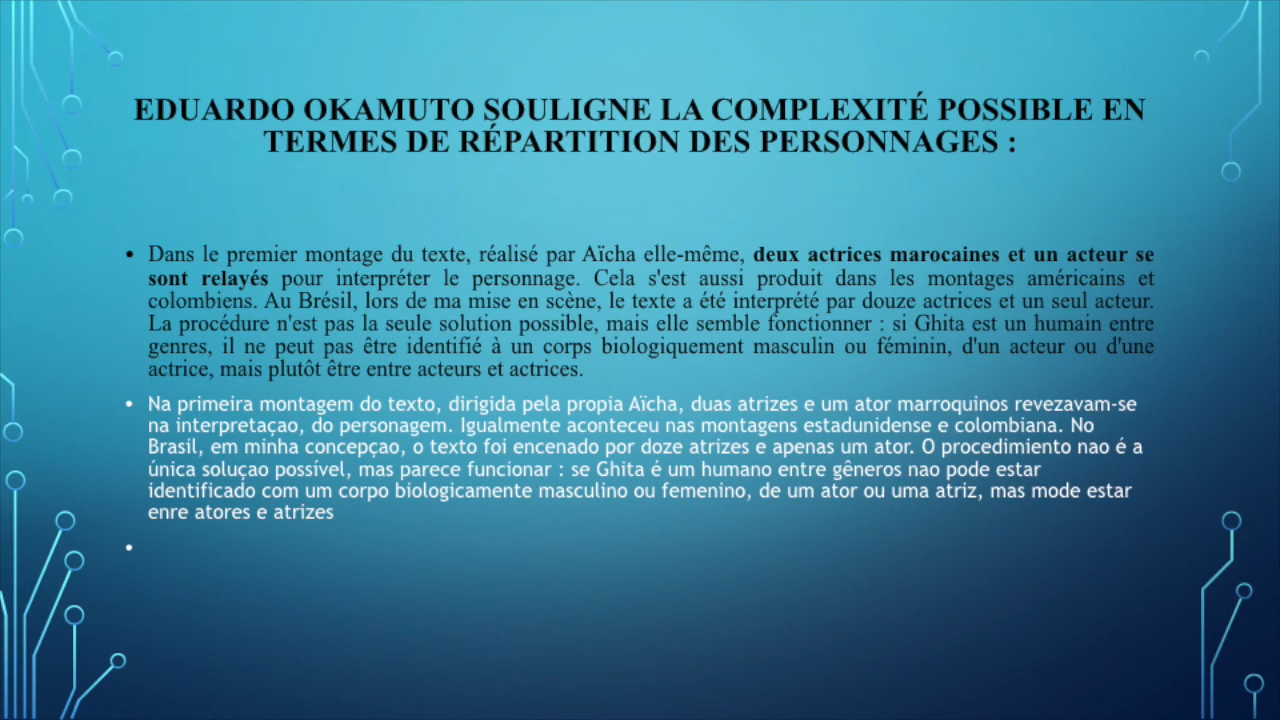 EDUARDO OKAMUTO SOULIGNE LA COMPLEXITÉ POSSIBLE EN
TERMES DE RÉPARTITION DES PERSONNAGES :
• Dans le premier montage du texte, réalisé par Aïcha elle-même, deux actrices marocaines et un acteur se
sont relayés pour interpréter le personnage. Cela s'est aussi produit dans les montages américains et
colombiens. Au Brésil, lors de ma mise en scène, le texte a été interprété par douze actrices et un seul acteur.
La procédure n'est pas la seule solution possible, mais elle semble fonctionner : si Ghita est un humain entre
genres, il ne peut pas être identifié à un corps biologiquement masculin ou féminin, d'un acteur ou d'une
actrice, mais plutôt être entre acteurs et actrices.
• Na primeira montagem do texto, dirigida pela propia Aïcha, duas atrizes e um ator marroquinos revezavam-se
na interpretaçao, do personagem. Igualmente aconteceu nas montagens estadunidense e colombiana. No
Brasil, em minha concepçao, o texto foi encenado por doze atrizes e apenas um ator. O procedimiento nao é a
única soluçao possível, mas parece funcionar : se Ghita é um humano entre gêneros nao pode estar
identificado com um corpo biologicamente masculino ou femenino, de um ator ou uma atriz, mas mode estar
enre atores e atrizes
•